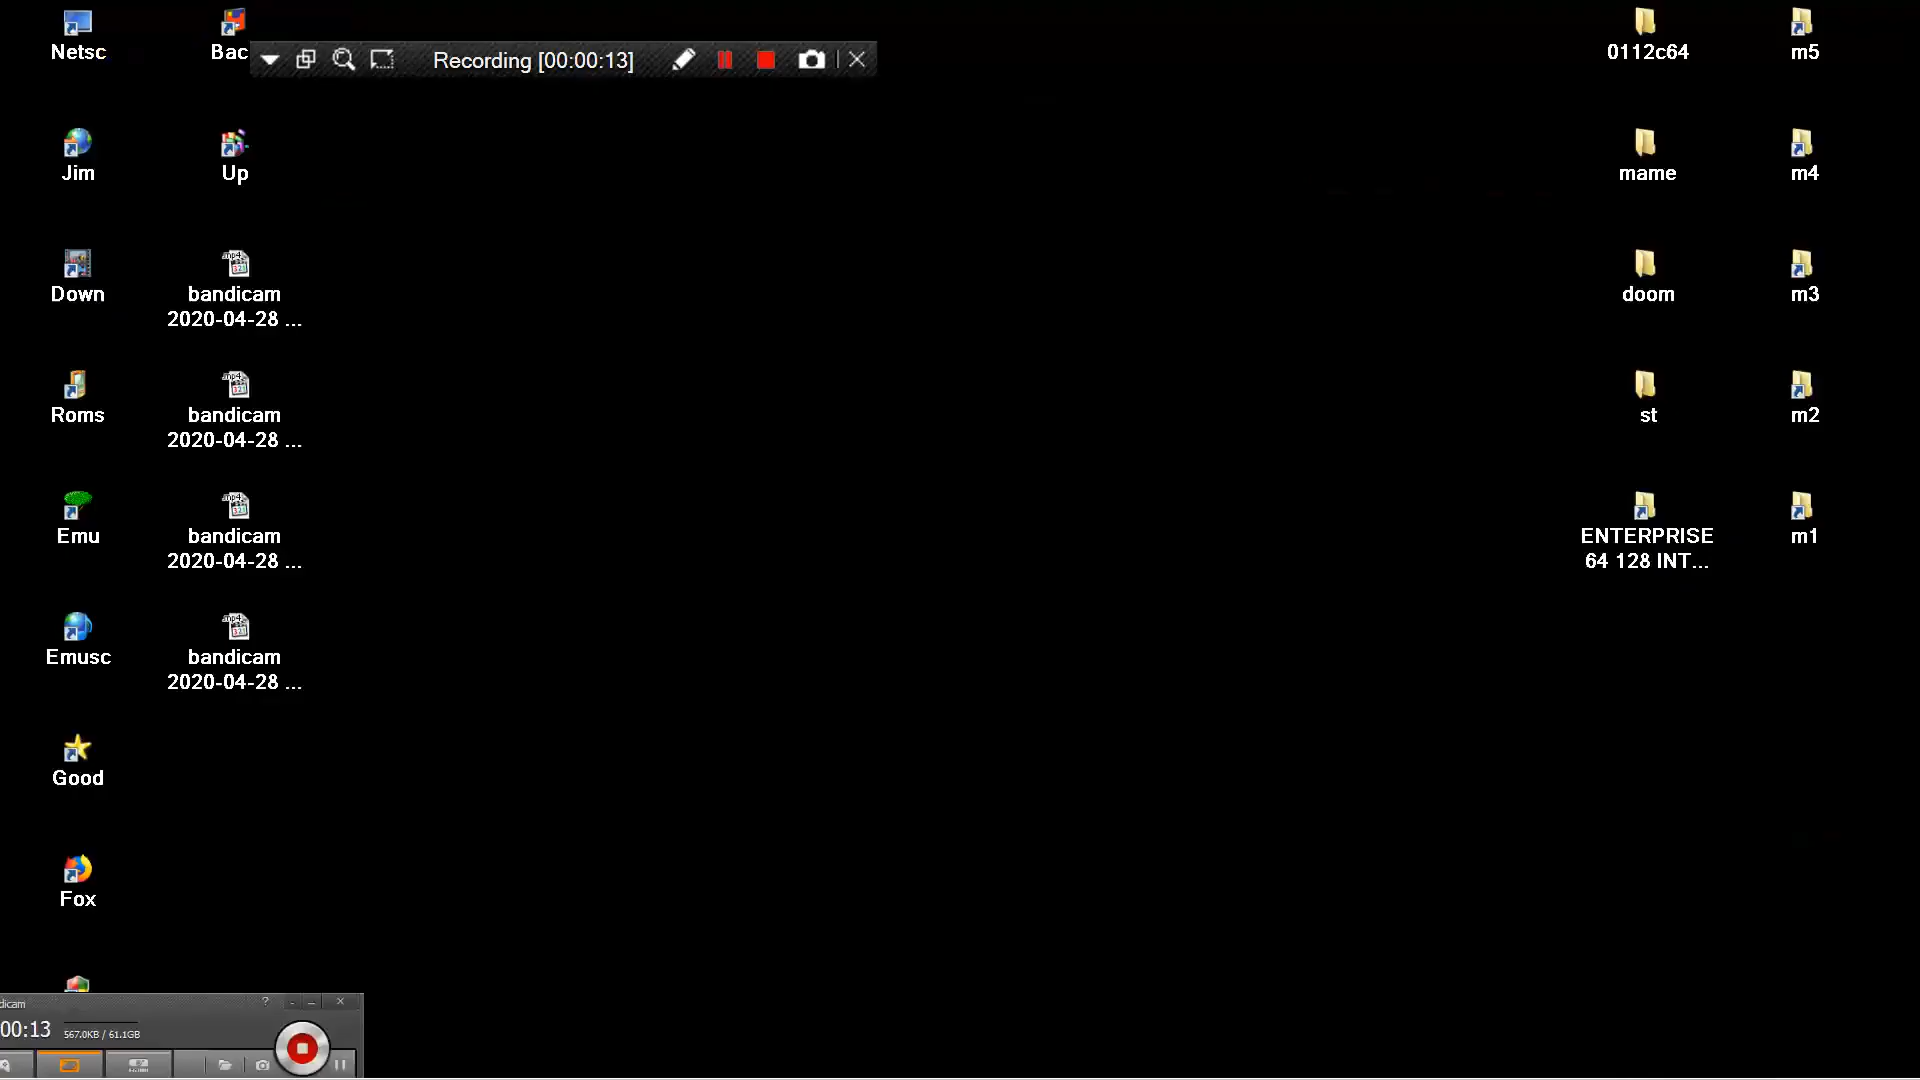 Netsc
Bac
Recording [00:00:13]
0112c64
m5
Jim
Up
mame
m4
Down
bandicam
2020-04-28 ...
doom
m3
Roms
bandicam
2020-04-28 ...
st
m2
Emu
bandicam
2020-04-28 ...
ENTERPRISE
64 128 INT...
m1
Emusc
bandicam
2020-04-28 ...
Good
Fox
dicam
00:13
567.0KB / 61.1GB